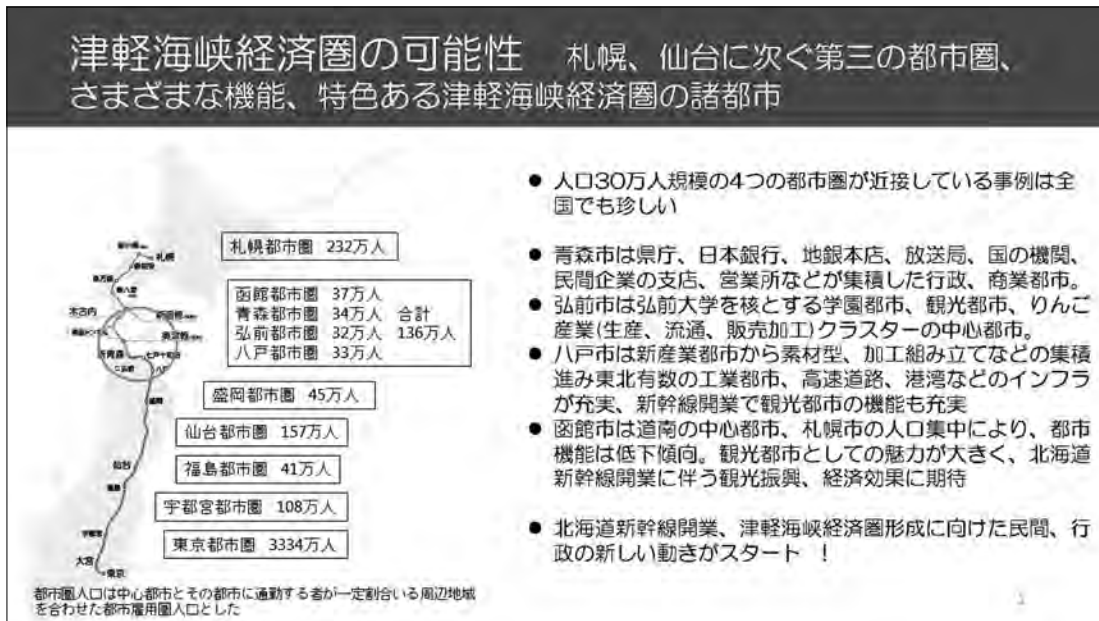 津軽海峡経済圏の可能性　札幌、仙台に次ぐ第三の都市圏、
さまざまな機能、特色ある津軽海峡経済圏の諸都市
札幌
木古内
新青森
七戸十和田
八戸
盛岡
仙台
福島
宇都宮
大宮
東京
札幌都市圏 232万人
函館都市圏 37万人
青森都市圏 34万人 合計
弘前都市圏 32万人 136万人
八戸都市圏 33万人
盛岡都市圏 45万人
仙台都市圏 157万人
福島都市圏 41万人
宇都宮都市圏 108万人
東京都市圏 3334万人
都市圏人口は中心都市とその都市に通勤する者が一定割合いる周辺地域
を合わせた都市雇用圏人口とした
● 人口30万人規模の4つの都市圏が近接している事例は全
国でも珍しい
● 青森市は県庁、日本銀行、地銀本店、放送局、国の機関、
民間企業の支店、営業所などが集積した行政、商業都市。
● 弘前市は弘前大学を核とする学園都市、観光都市、りんご
産業(生産、流通、販売加工)クラスターの中心都市。
● 八戸市は新産業都市から素材型、加工組み立てなどの集積
進み東北有数の工業都市、高速道路、港湾などのインフラ
が充実、新幹線開業で観光都市の機能も充実
● 函館市は道南の中心都市、札幌市の人口集中により、都市
機能は低下傾向。観光都市としての魅力が大きく、北海道
新幹線開業に伴う観光振興、経済効果に期待
● 北海道新幹線開業、津軽海峡経済圏形成に向けた民間、行
政の新しい動きがスタート ！
1